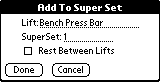 Add To Super Set
Lift: Bench Press Bar
SuperSet: 1
Rest Between Lifts
Done Cancel